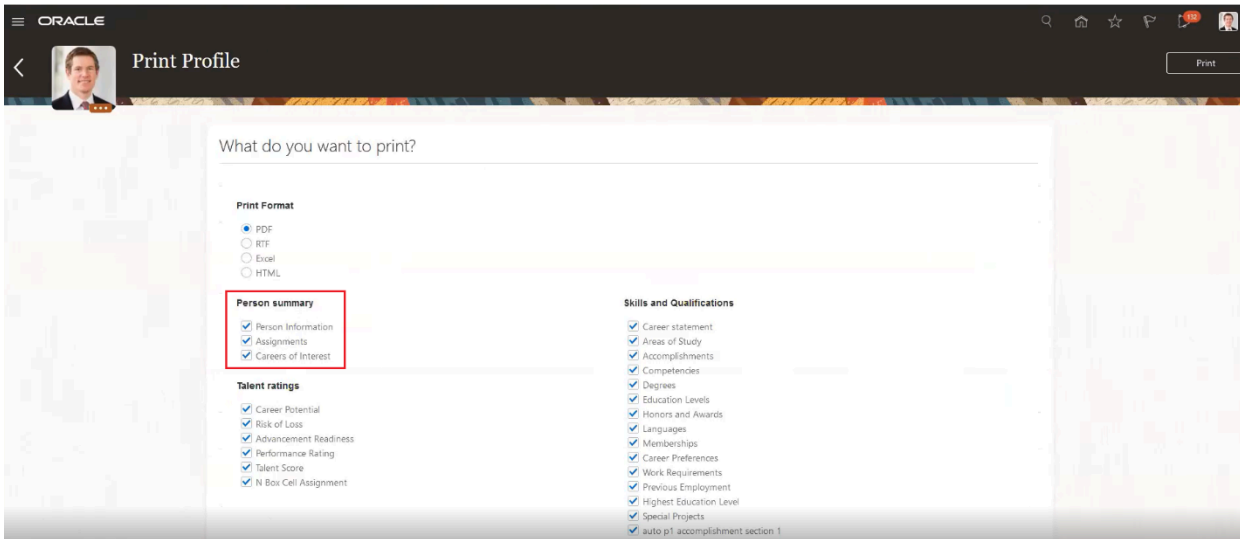 ORACLE
112
Print Profile
Print
What do you want to print?
Print Format
PDF
RTF
Excel
HTML
Person summary
Person Information
Assignments
Careers of Interest
Talent ratings
Career Potential
Risk of Loss
Advancement Readiness
Performance Rating
Talent Score
N Box Cell Assignment
Skills and Qualifications
Career statement
Areas of Study
Accomplishments
Competencies
Degrees
Education Levels
Honors and Awards
Languages
Memberships
Career Preferences
Work Requirements
Previous Employment
Highest Education Level
Special Projects
auto p1 accomplishment section 1